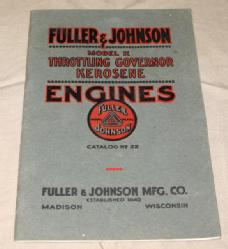 FULLER & JOHNSON
MODEL K
THROTTLING GOVERNOR
KEROSENE
ENGINES
FULLER
JOHNSON
CATALOG Nº 22
FULLER & JOHNSON MFG. CO.
ESTABLISHED 1840
MADISON WISCONSIN